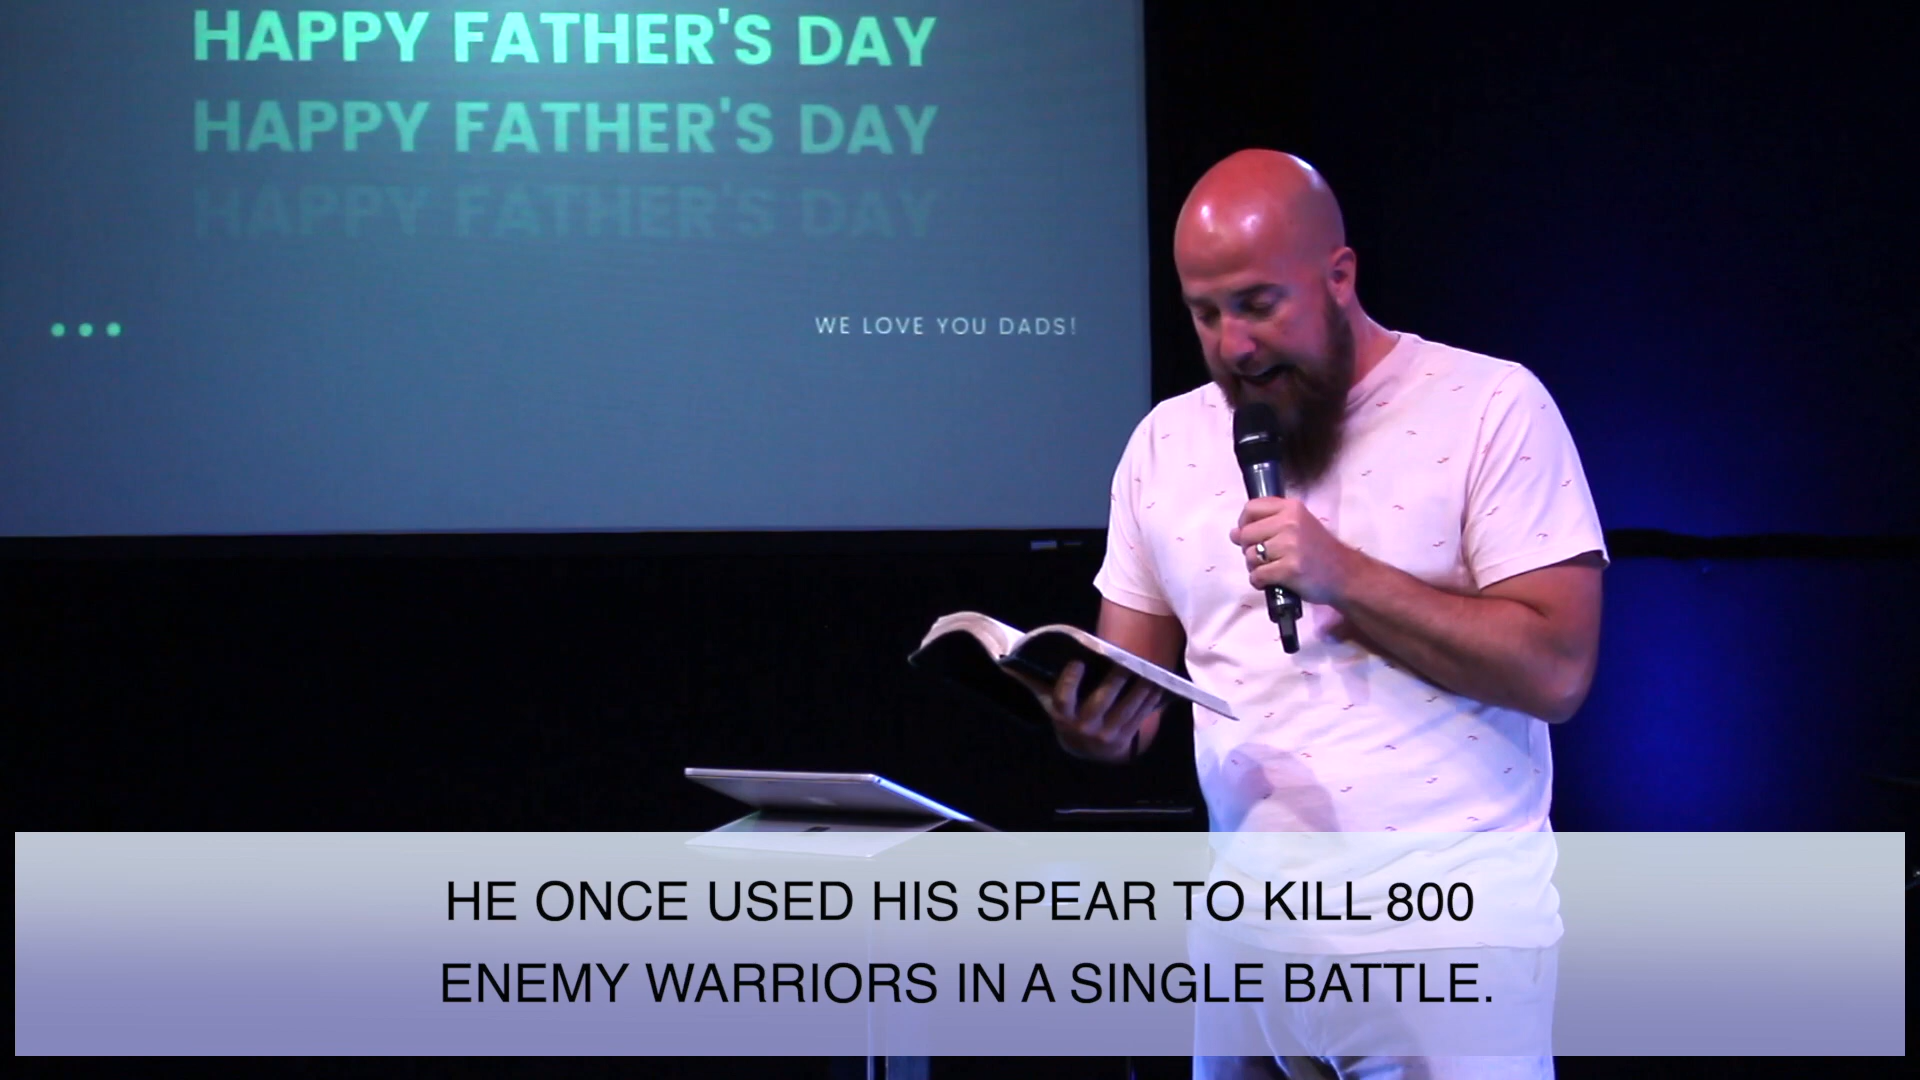 HAPPY FATHER'S DAY
HAPPY FATHER'S DAY
HAPPY FATHER'S DAY
WE LOVE YOU DADS!
HE ONCE USED HIS SPEAR TO KILL 800
ENEMY WARRIORS IN A SINGLE BATTLE.